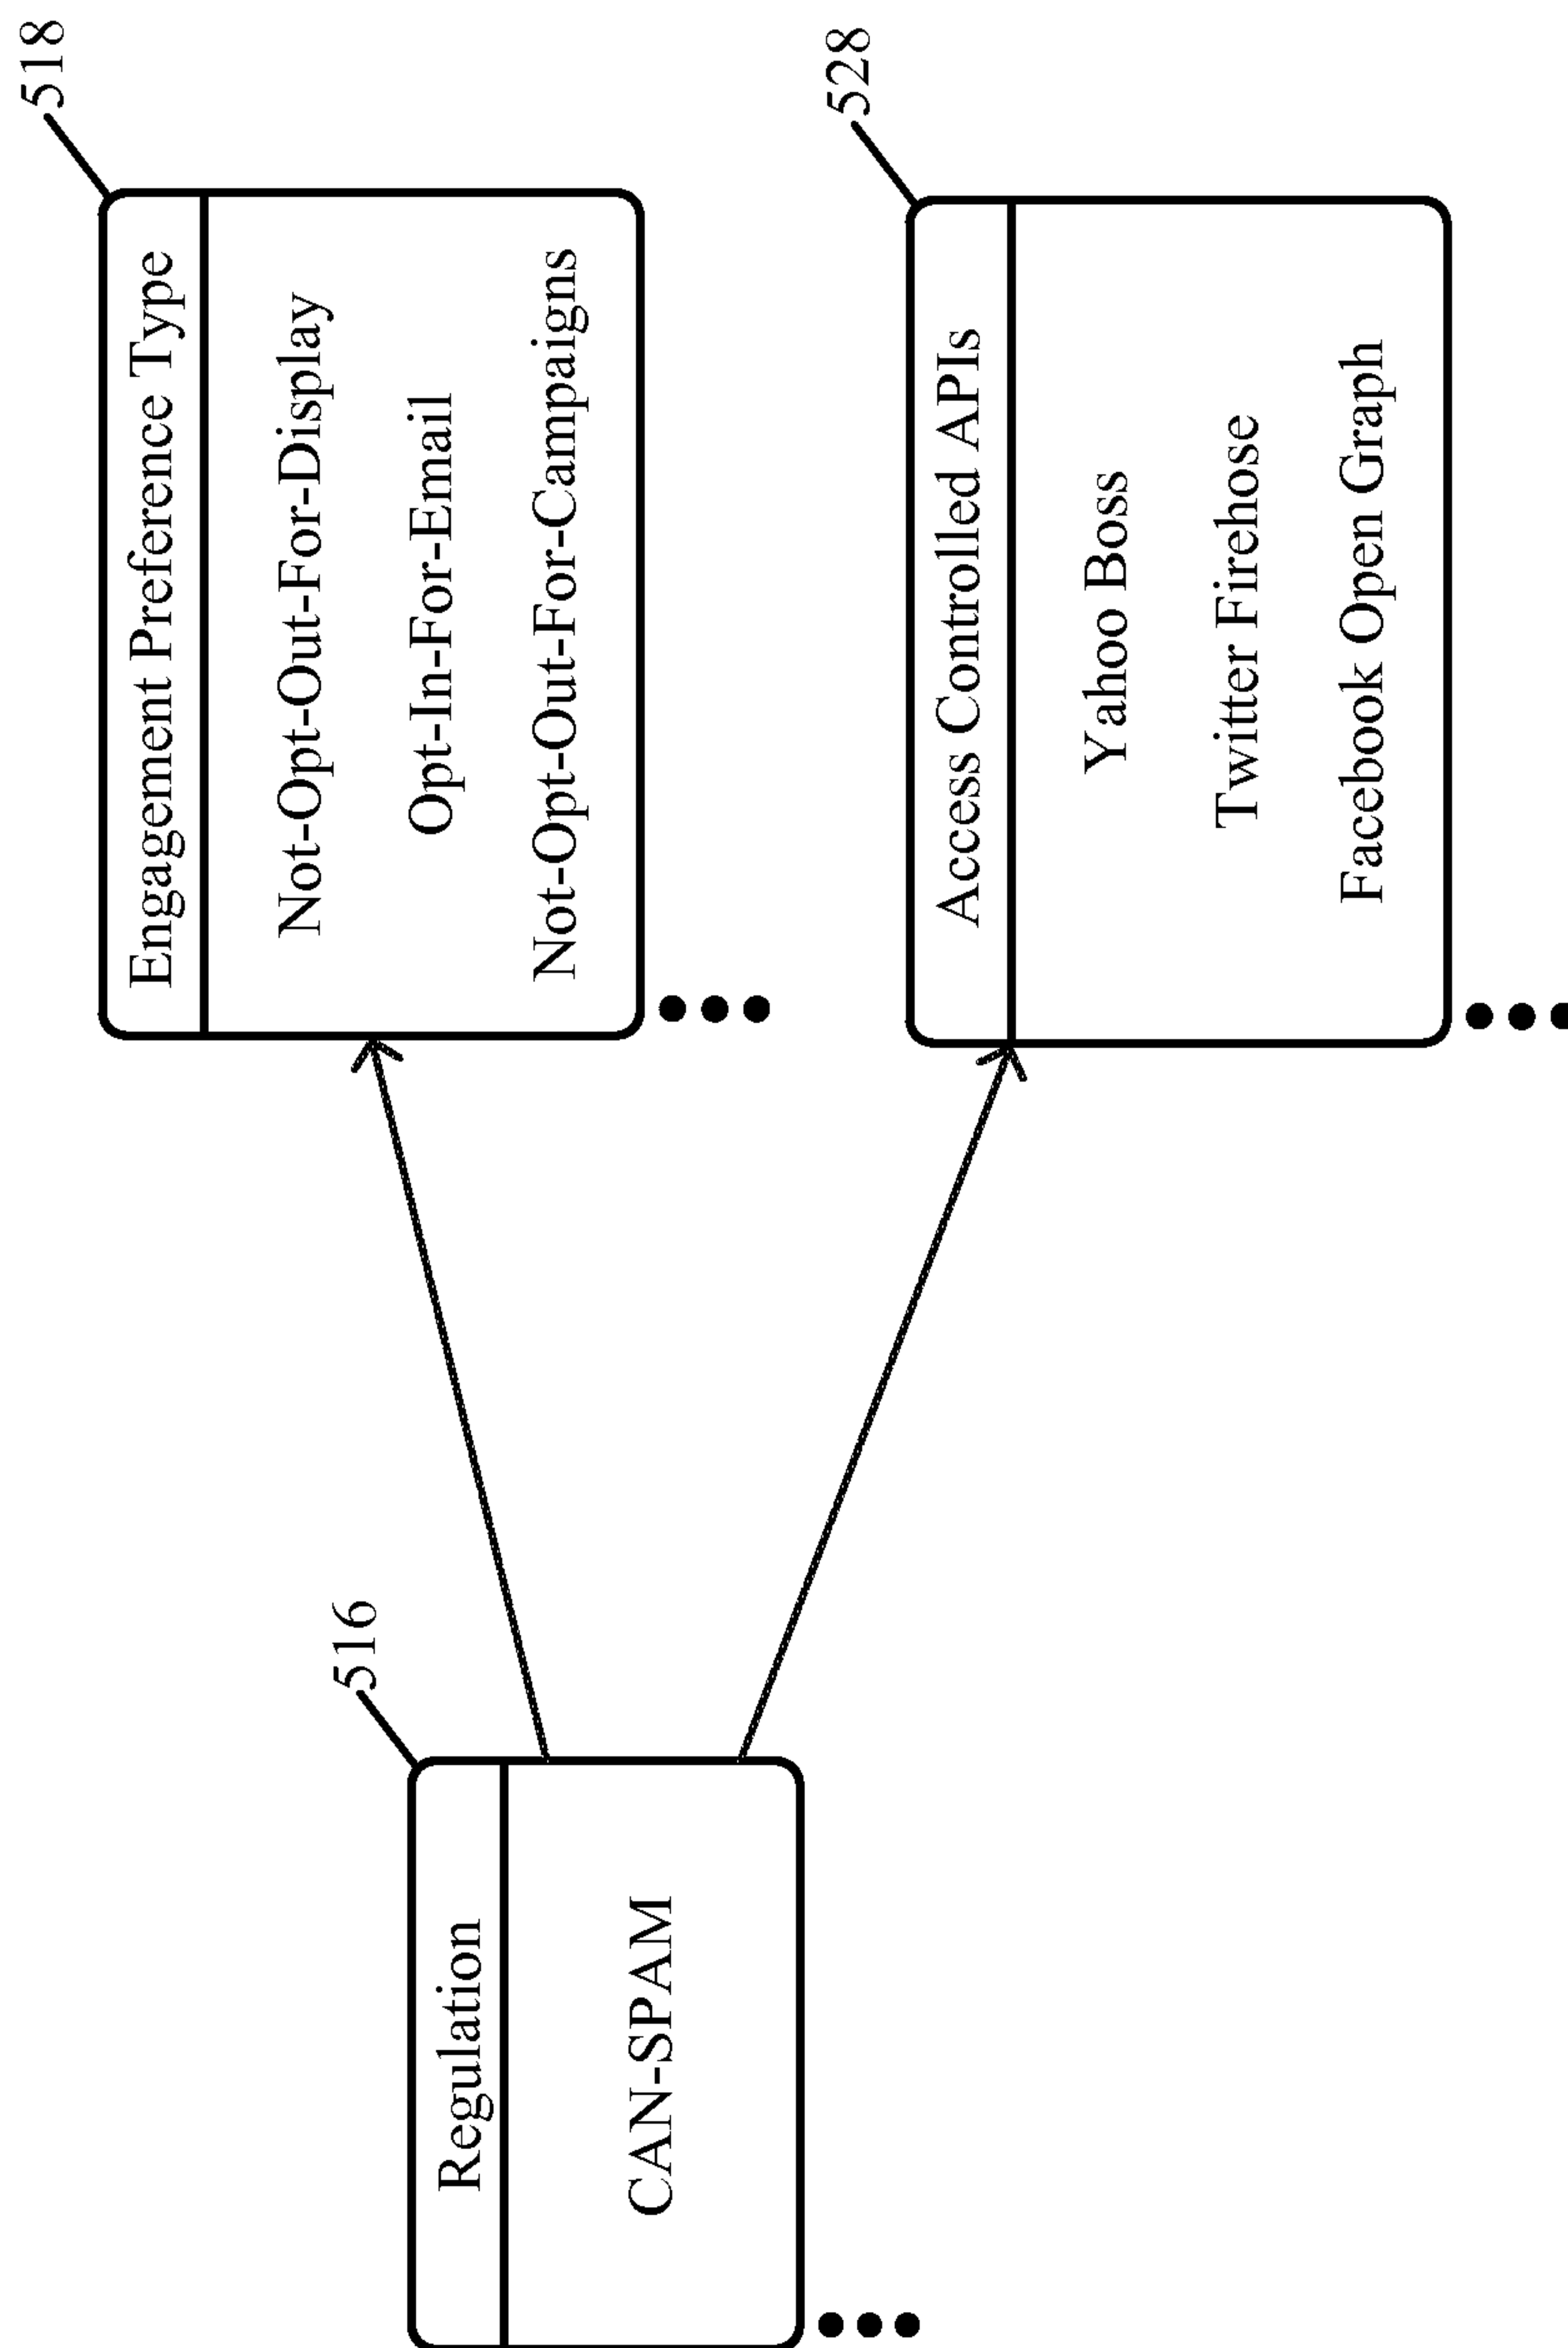 516
Regulation
CAN-SPAM
518
Engagement Preference Type
Not-Opt-Out-For-Display
Opt-In-For-Email
Not-Opt-Out-For-Campaigns
528
Access Controlled APIs
Yahoo Boss
Twitter Firehose
Facebook Open Graph